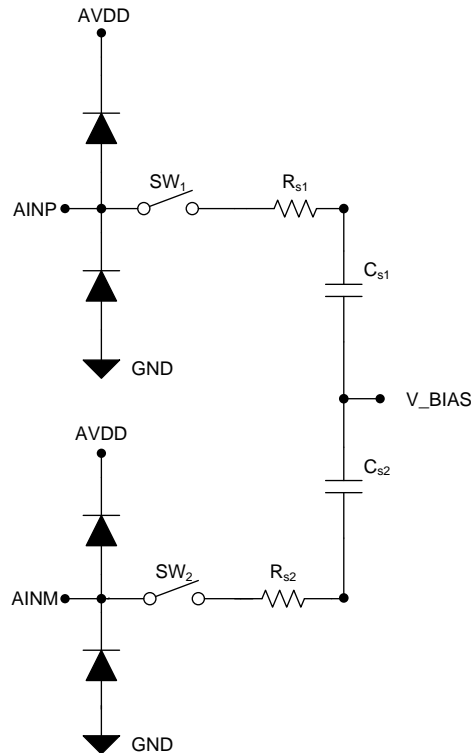 AVDD
SW1
Rs1
AINP
Cs1
GND
V_BIAS
AVDD
Cs2
SW2
Rs2
AINM
GND